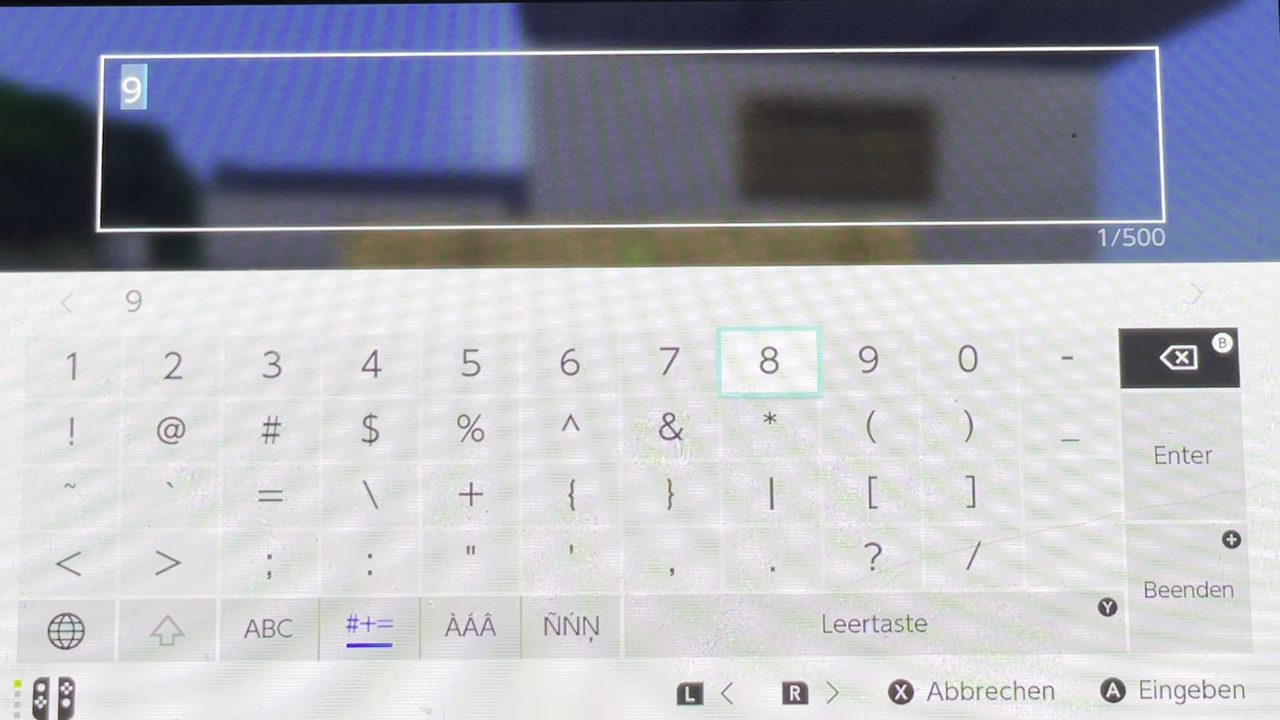 9
1/500
< 9 >
1 2 3 4 5 6 7 8 9 0 - B
! @ # $ % ^ & * ( ) _ Enter
~ ` = \ + { } | [ ]
< > ; : " ' , . ? / +
Beenden
ABC #+= ÀÁÂ ÑŃŅ Leertaste Y
L < R > X Abbrechen A Eingeben